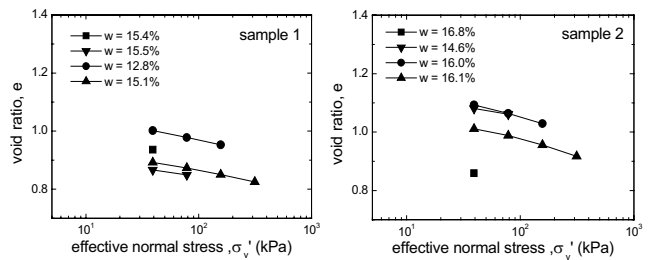 1.4
1.2
1.0
0.8
void ratio, e
w = 15.4%
w = 15.5%
w = 12.8%
w = 15.1%
sample 1
10¹ 10² 10³
effective normal stress ,σᵥ' (kPa)
1.4
1.2
1.0
0.8
void ratio, e
w = 16.8%
w = 14.6%
w = 16.0%
w = 16.1%
sample 2
10¹ 10² 10³
effective normal stress ,σᵥ' (kPa)